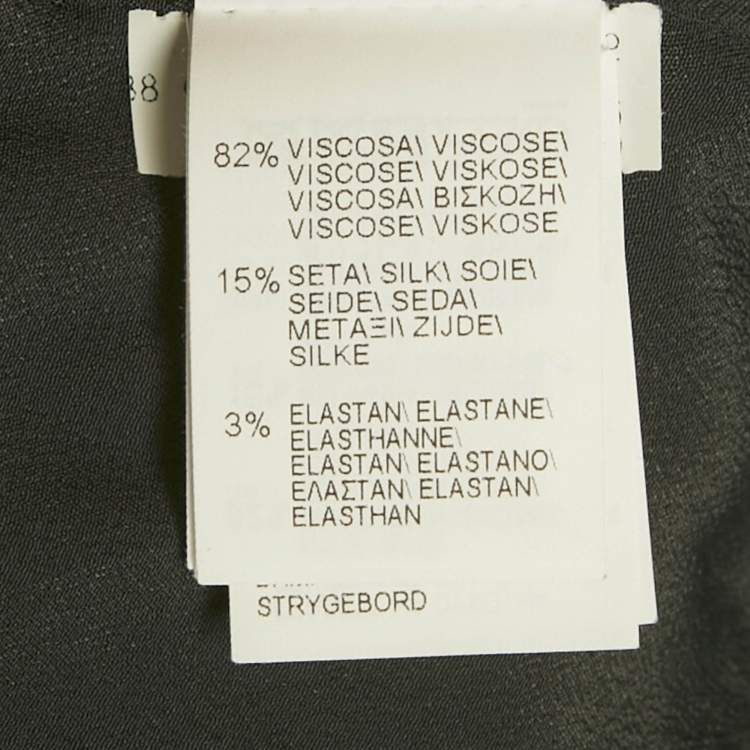 38
82% VISCOSA\ VISCOSE\
VISCOSE\ VISKOSE\
VISCOSA\ ΒΙΣΚΟΖΗ\
VISCOSE\ VISKOSE
15% SETA\ SILK\ SOIE\
SEIDE\ SEDA\
ΜΕΤΑΞΙ\ ZIJDE\
SILKE
3% ELASTAN\ ELASTANE\
ELASTHANNE\
ELASTAN\ ELASTANO\
ΕΛΑΣΤΑΝ\ ELASTAN\
ELASTHAN
STRYGEBORD